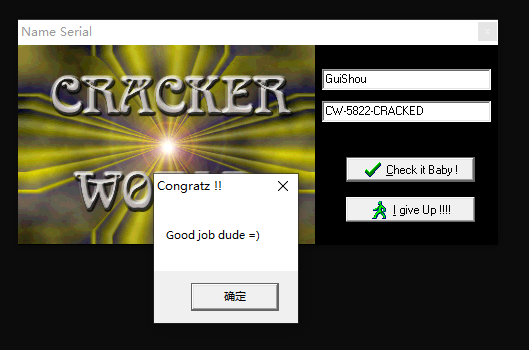 Name Serial
CRACKER
WO
GuiShou
CW-5822-CRACKED
Check it Baby !
I give Up !!!!
Congratz !!
Good job dude =)
确定